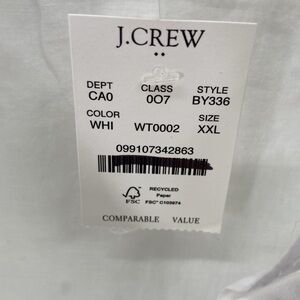 J.CREW
DEPT CLASS STYLE
CA0 0O7 BY336
COLOR SIZE
WHI WT0002 XXL
099107342863
RECYCLED
Paper
FSC FSC® C103974
COMPARABLE VALUE